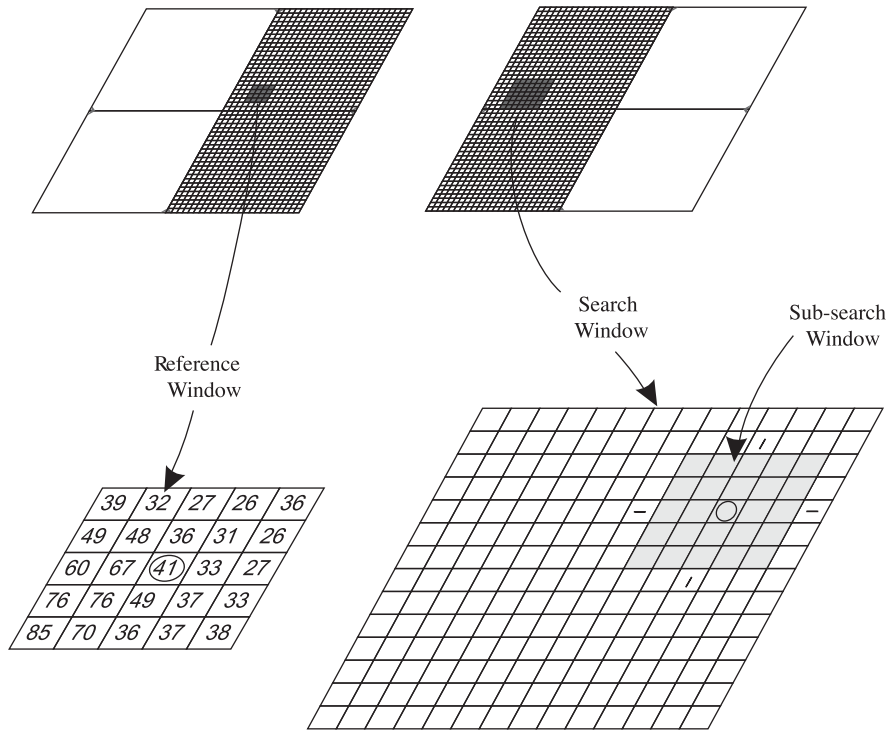 Search
Window
Sub-search
Window
Reference
Window
39 32 27 26 36
49 48 36 31 26
60 67 41 33 27
76 76 49 37 33
85 70 36 37 38